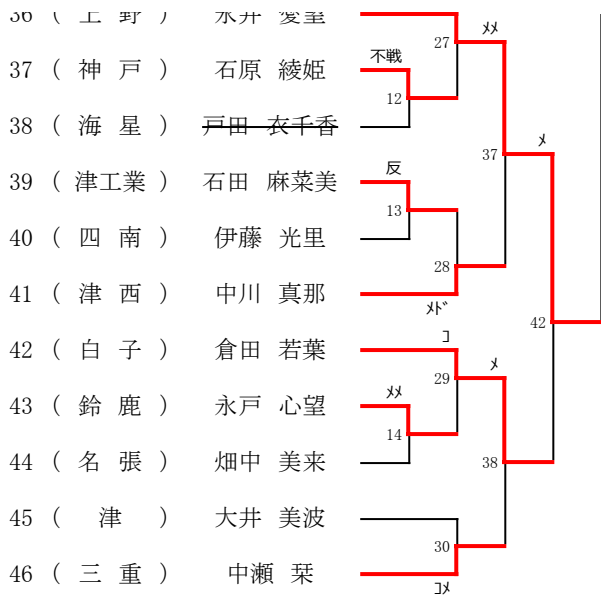 36 ( 上 野 ) 永井 愛望
27 メメ
37 ( 神 戸 ) 石原 綾姫 不戦
12
38 ( 海 星 ) 戸田 衣千香
37 メ
39 ( 津工業 ) 石田 麻菜美 反
13
40 ( 四 南 ) 伊藤 光里
28
41 ( 津 西 ) 中川 真那
メド
42
コ
42 ( 白 子 ) 倉田 若葉
29 メ
43 ( 鈴 鹿 ) 永戸 心望 メメ
14
44 ( 名 張 ) 畑中 美来
38
45 ( 津 ) 大井 美波
30
46 ( 三 重 ) 中瀬 栞
コメ